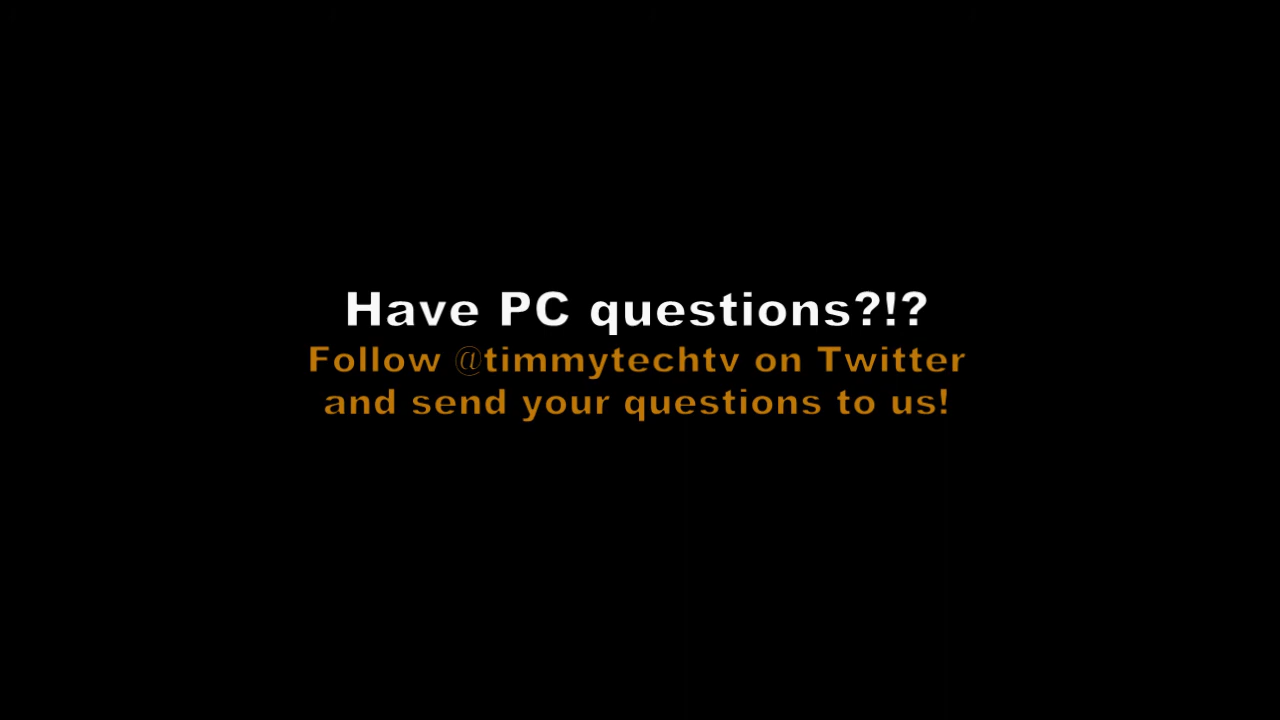 Have PC questions?!?
Follow @timmytechtv on Twitter
and send your questions to us!